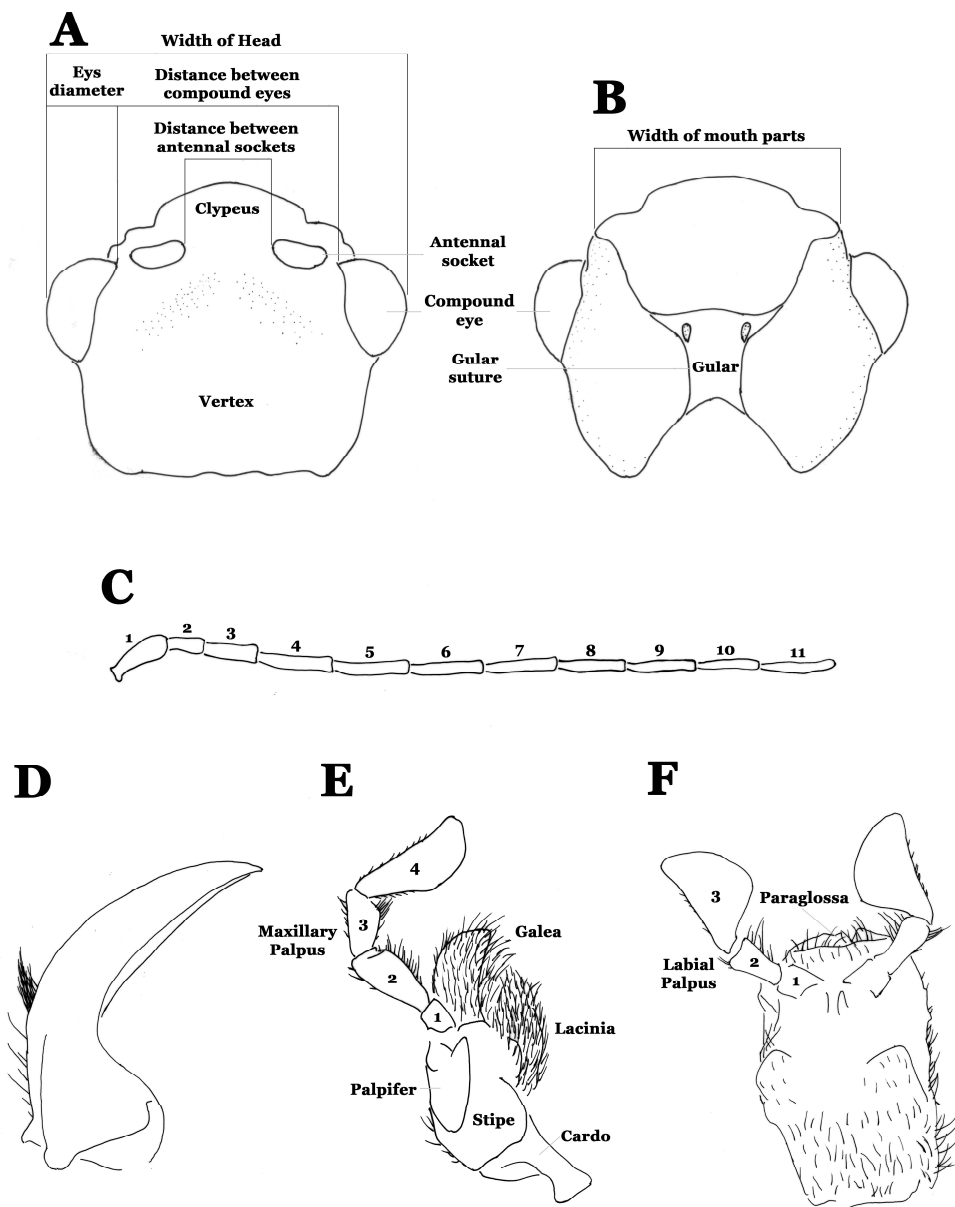 A
Width of Head
Eys
diameter
Distance between
compound eyes
Distance between
antennal sockets
Clypeus
Vertex
B
Width of mouth parts
Antennal
socket
Compound
eye
Gular
suture
Gular
C
1 2 3 4 5 6 7 8 9 10 11
D
E
4
3
Maxillary
Palpus
2
1
Galea
Lacinia
Palpifer
Stipe
Cardo
F
3
Paraglossa
2
Labial
Palpus
1